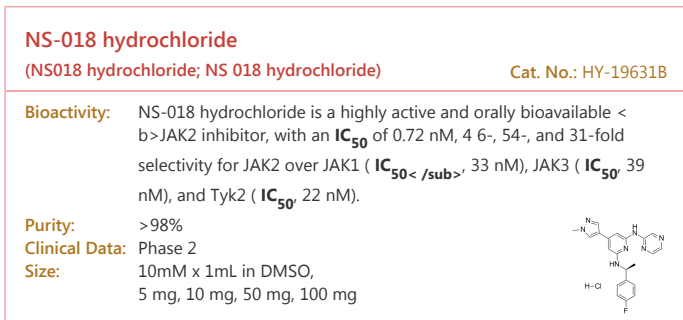 NS-018 hydrochloride
(NS018 hydrochloride; NS 018 hydrochloride) Cat. No.: HY-19631B
Bioactivity: NS-018 hydrochloride is a highly active and orally bioavailable <
b>JAK2 inhibitor, with an IC50 of 0.72 nM, 4 6-, 54-, and 31-fold
selectivity for JAK2 over JAK1 ( IC50< /sub>, 33 nM), JAK3 ( IC50, 39
nM), and Tyk2 ( IC50, 22 nM).
Purity: >98%
Clinical Data: Phase 2
Size: 10mM x 1mL in DMSO,
5 mg, 10 mg, 50 mg, 100 mg
N
N
H
N
N
N
N
HN
H-Cl
F